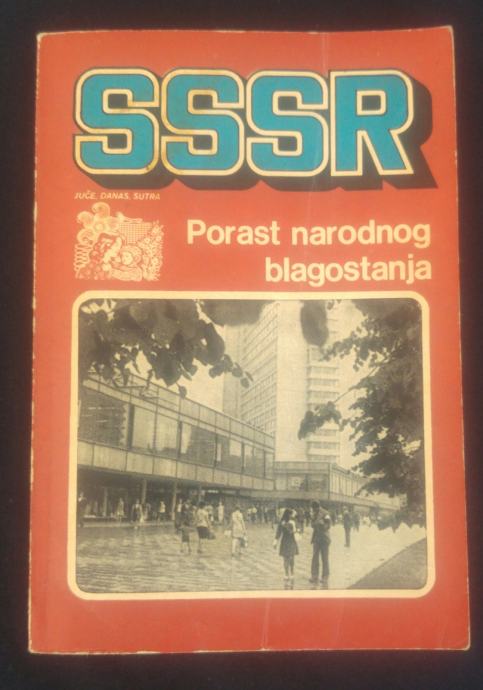 SSSR
JUČE, DANAS, SUTRA
Porast narodnog
blagostanja